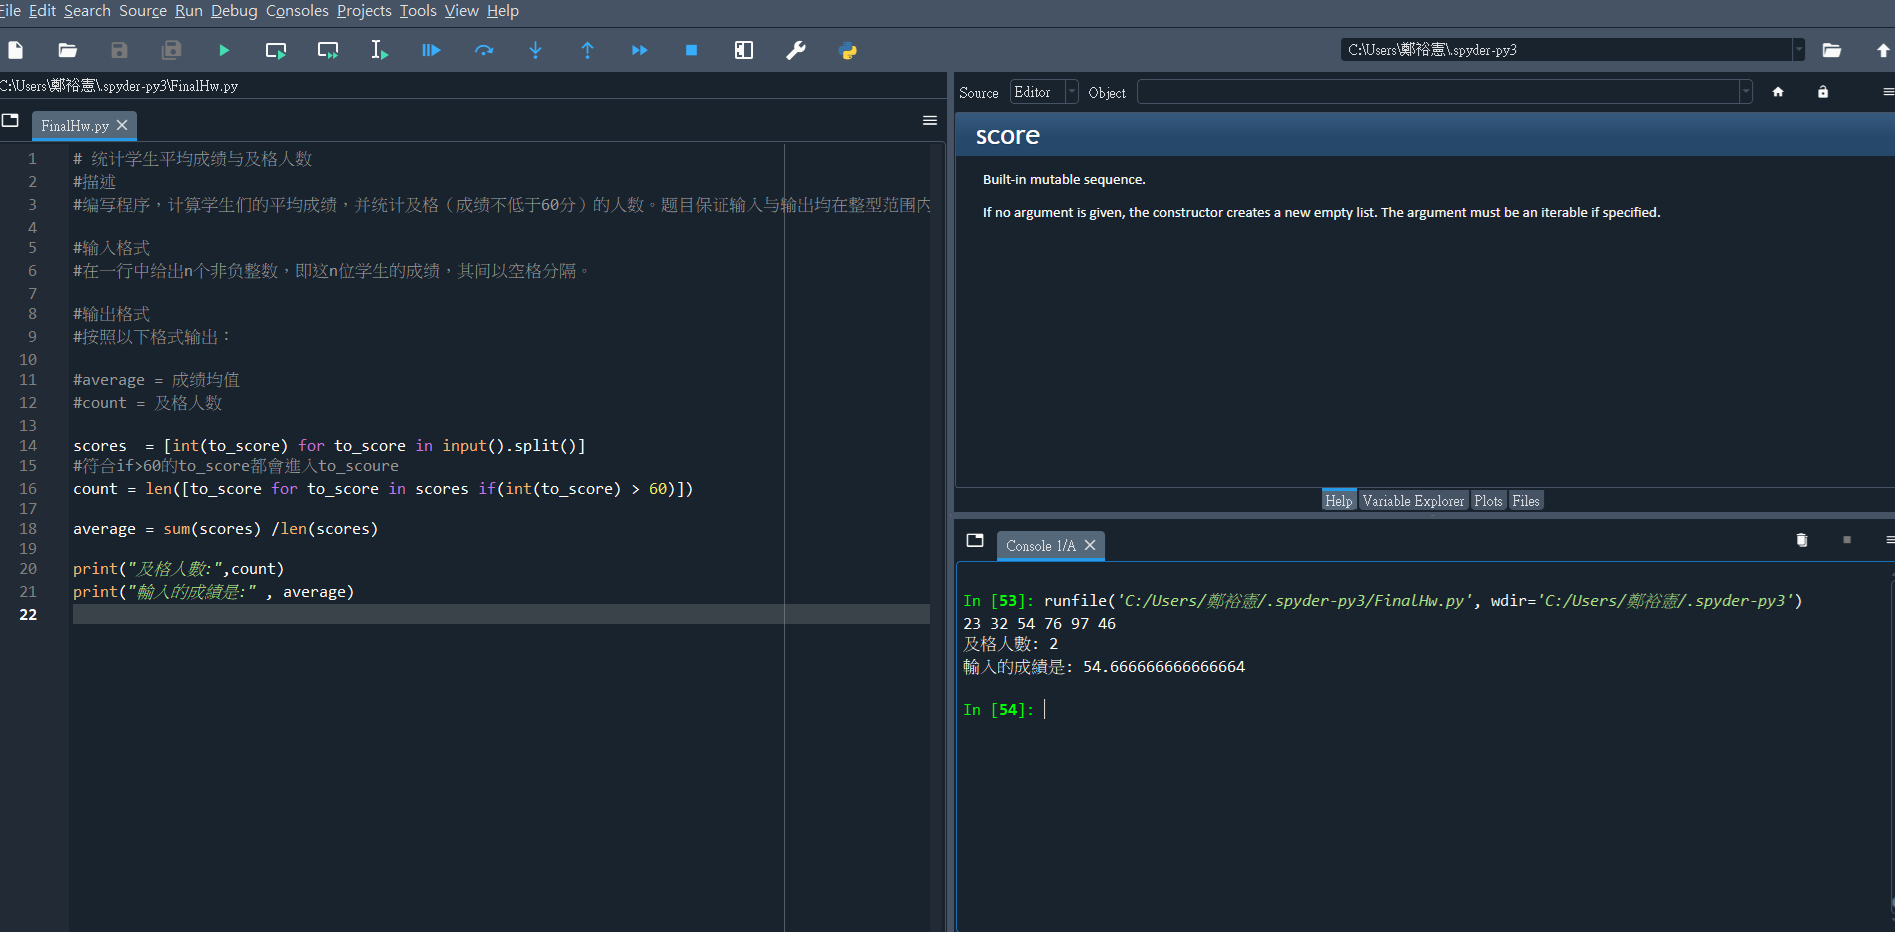 File Edit Search Source Run Debug Consoles Projects Tools View Help
C:\Users\鄭裕憲\.spyder-py3
C:\Users\鄭裕憲\.spyder-py3\FinalHw.py
FinalHw.py
1 # 统计学生平均成绩与及格人数
2 #描述
3 #编写程序，计算学生们的平均成绩，并统计及格（成绩不低于60分）的人数。题目保证输入与输出均在整型范围内
4
5 #输入格式
6 #在一行中给出n个非负整数，即这n位学生的成绩，其间以空格分隔。
7
8 #输出格式
9 #按照以下格式输出：
10
11 #average = 成绩均值
12 #count = 及格人数
13
14 scores  = [int(to_score) for to_score in input().split()]
15 #符合if>60的to_score都會進入to_scoure
16 count = len([to_score for to_score in scores if(int(to_score) > 60)])
17
18 average = sum(scores) /len(scores)
19
20 print("及格人數:",count)
21 print("輸入的成績是:" , average)
22
Source Editor Object
score
Built-in mutable sequence.
If no argument is given, the constructor creates a new empty list. The argument must be an iterable if specified.
Help Variable Explorer Plots Files
Console 1/A
In [53]: runfile('C:/Users/鄭裕憲/.spyder-py3/FinalHw.py', wdir='C:/Users/鄭裕憲/.spyder-py3')
23 32 54 76 97 46
及格人數: 2
輸入的成績是: 54.666666666666664
In [54]: